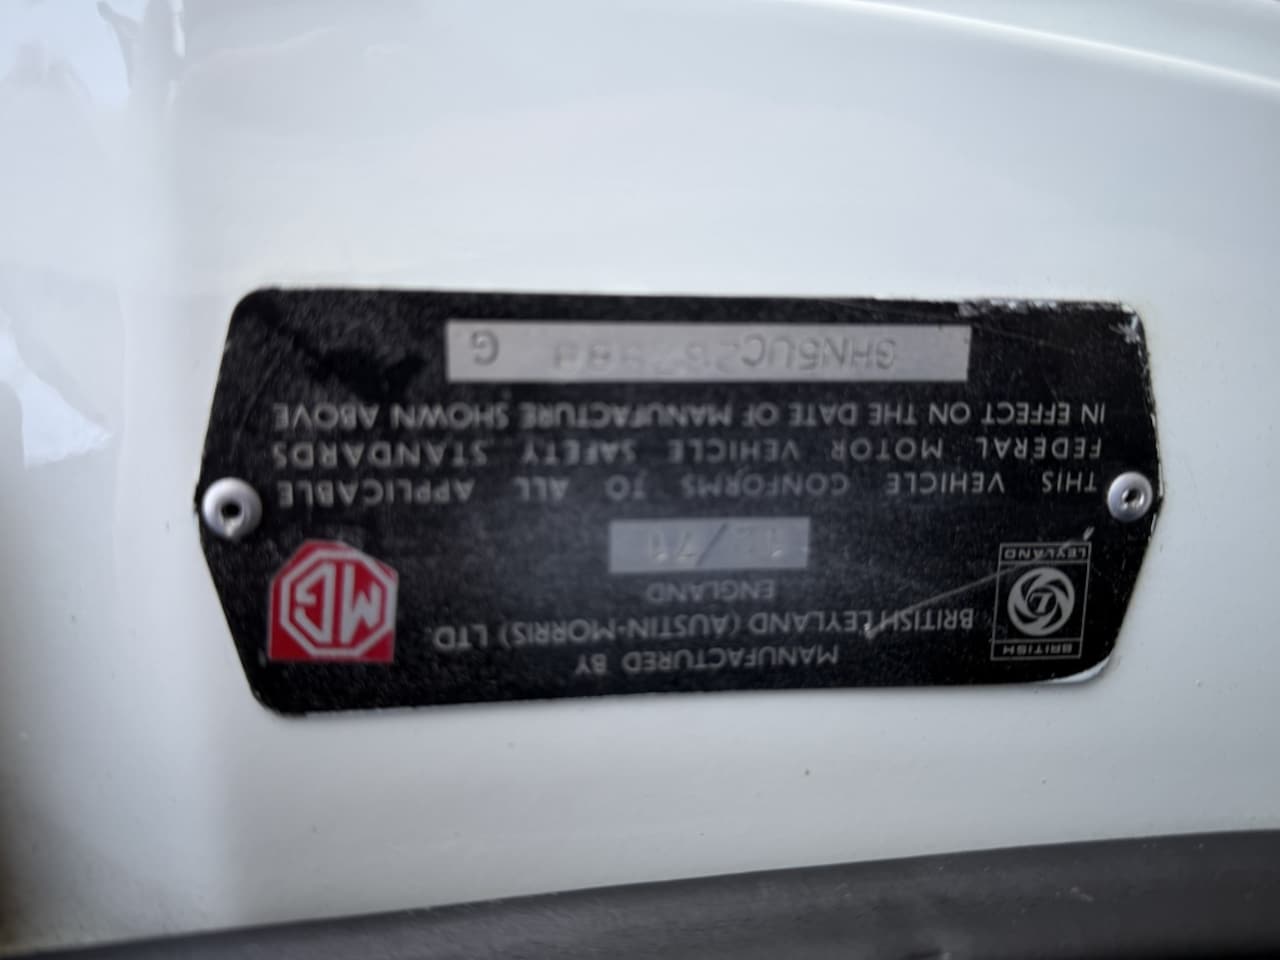 BRITISH
LEYLAND
MANUFACTURED BY
BRITISH LEYLAND (AUSTIN-MORRIS) LTD.
ENGLAND
MG
THIS VEHICLE CONFORMS TO ALL APPLICABLE
FEDERAL MOTOR VEHICLE SAFETY STANDARDS
IN EFFECT ON THE DATE OF MANUFACTURE SHOWN ABOVE
G